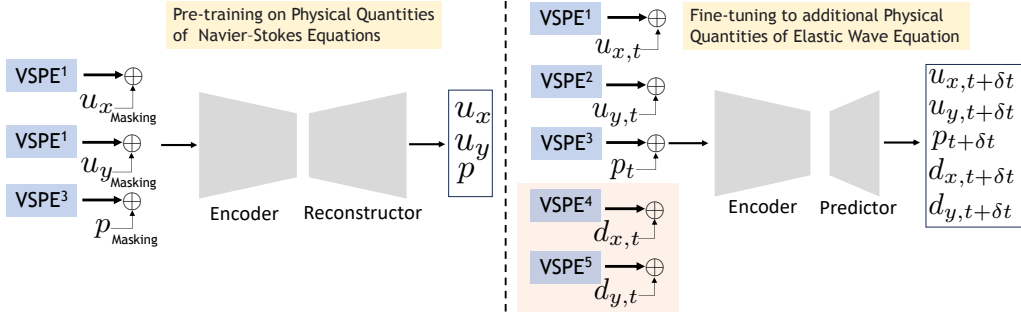 Pre-training on Physical Quantities
of Navier-Stokes Equations
VSPE¹
u_x
Masking
VSPE¹
u_y
Masking
VSPE³
p
Masking
Encoder
Reconstructor
u_x
u_y
p
Fine-tuning to additional Physical
Quantities of Elastic Wave Equation
VSPE¹
u_{x,t}
VSPE²
u_{y,t}
VSPE³
p_t
VSPE⁴
d_{x,t}
VSPE⁵
d_{y,t}
Encoder
Predictor
u_{x,t+δt}
u_{y,t+δt}
p_{t+δt}
d_{x,t+δt}
d_{y,t+δt}